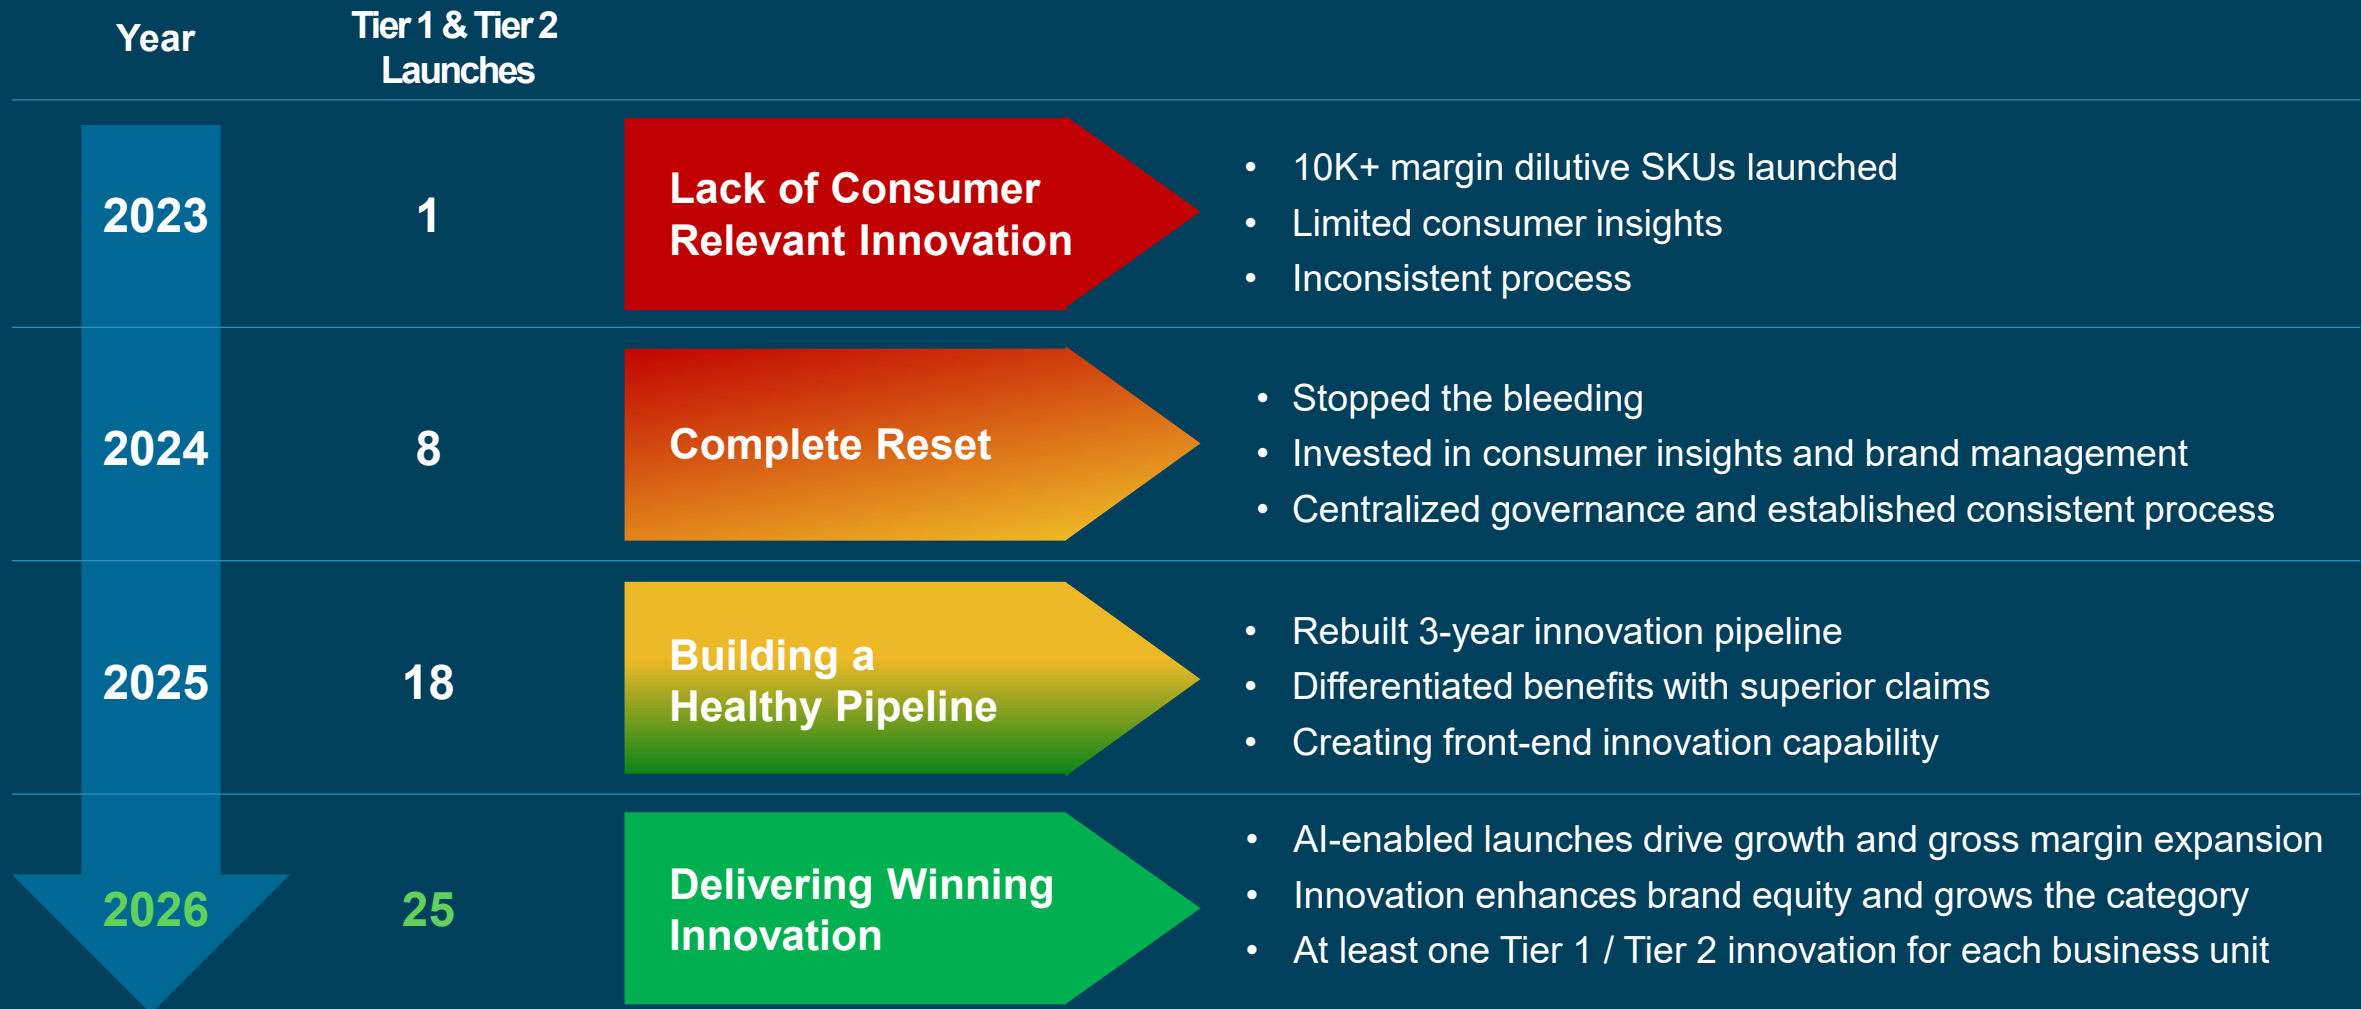 Year
Tier 1 & Tier 2
Launches
2023
1
Lack of Consumer
Relevant Innovation
• 10K+ margin dilutive SKUs launched
• Limited consumer insights
• Inconsistent process
2024
8
Complete Reset
• Stopped the bleeding
• Invested in consumer insights and brand management
• Centralized governance and established consistent process
2025
18
Building a
Healthy Pipeline
• Rebuilt 3-year innovation pipeline
• Differentiated benefits with superior claims
• Creating front-end innovation capability
2026
25
Delivering Winning
Innovation
• AI-enabled launches drive growth and gross margin expansion
• Innovation enhances brand equity and grows the category
• At least one Tier 1 / Tier 2 innovation for each business unit